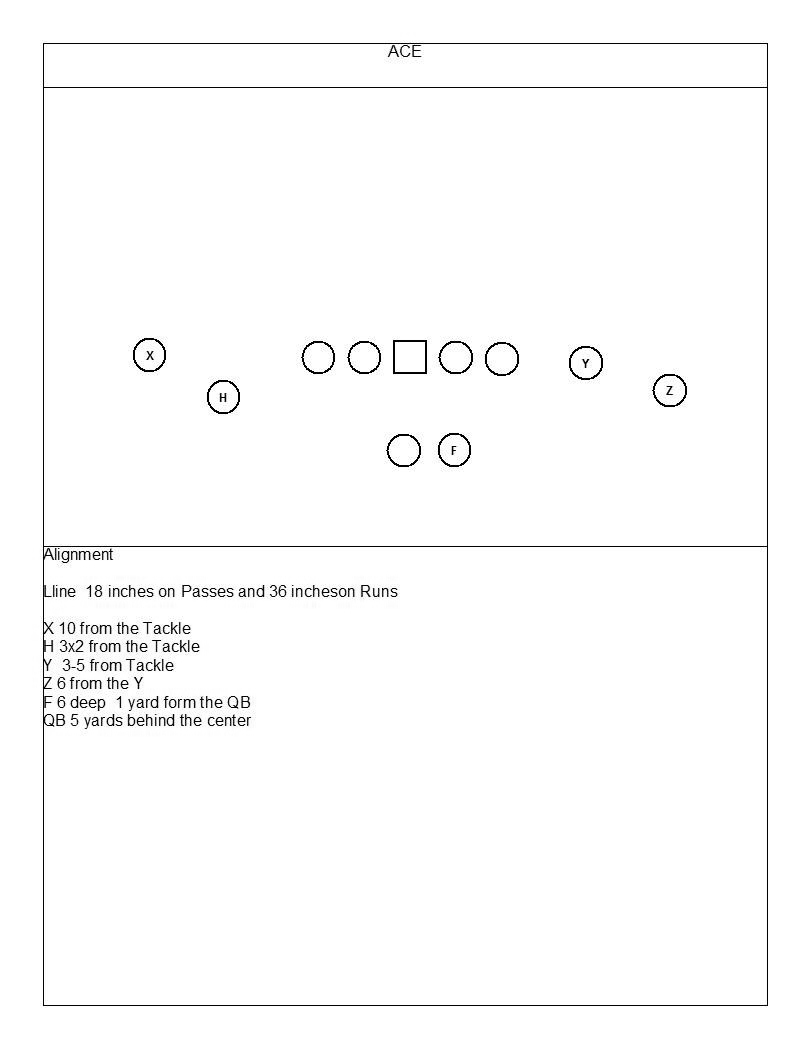 ACE
X
Y
Z
H
F
Alignment
Lline  18 inches on Passes and 36 incheson Runs
X 10 from the Tackle
H 3x2 from the Tackle
Y  3-5 from Tackle
Z 6 from the Y
F 6 deep  1 yard form the QB
QB 5 yards behind the center